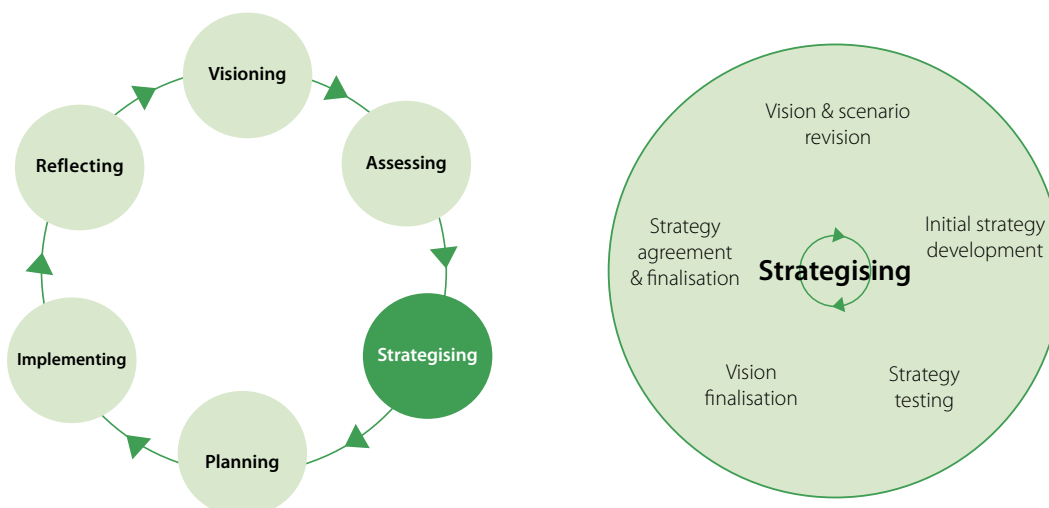 Visioning
Assessing
Strategising
Planning
Implementing
Reflecting
Vision & scenario
revision
Initial strategy
development
Strategy
testing
Vision
finalisation
Strategy
agreement
& finalisation
Strategising